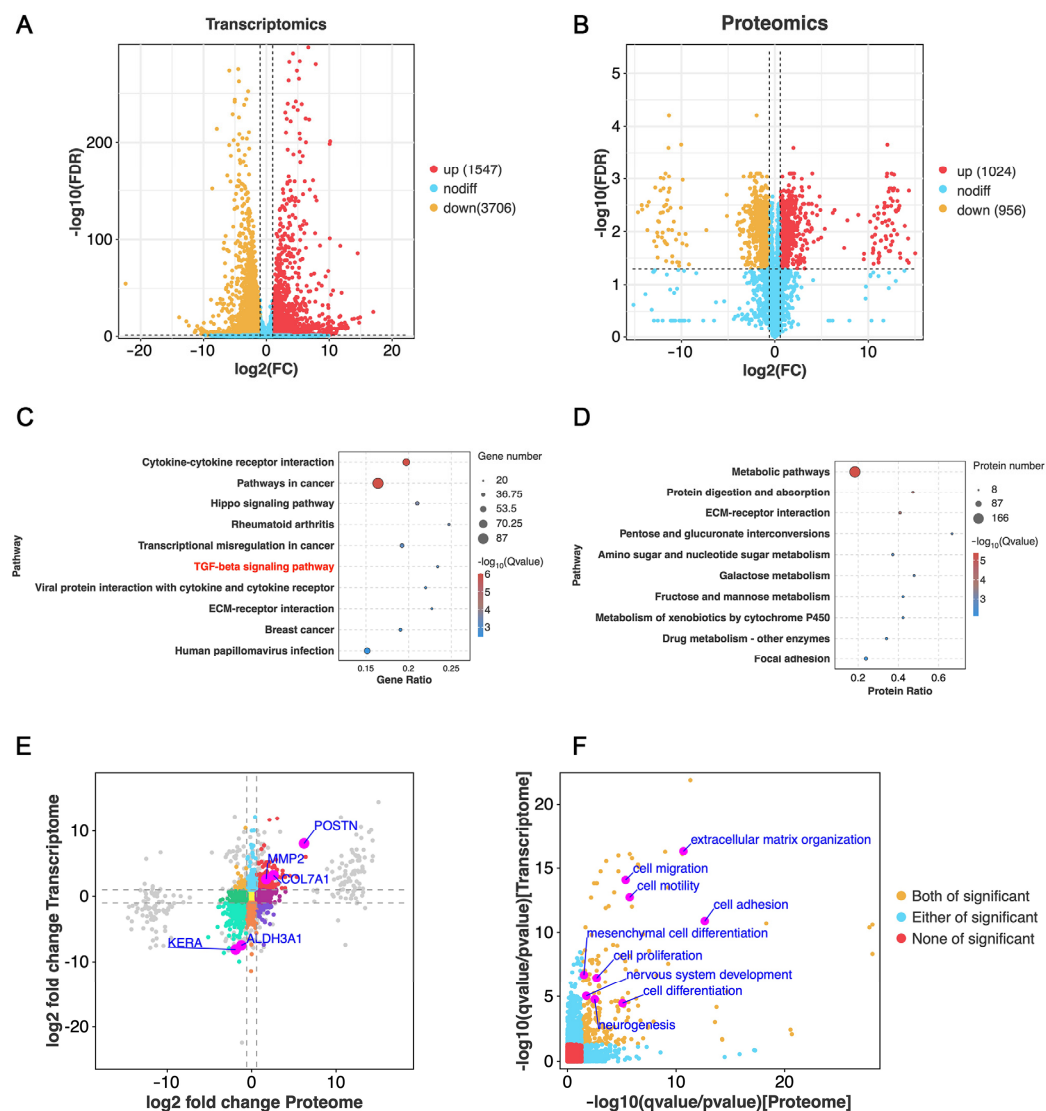 A
Transcriptomics
-log10(FDR)
200
100
0
−20
−10
0
10
20
log2(FC)
up (1547)
nodiff
down(3706)
B
Proteomics
-log10(FDR)
5
4
3
2
1
0
−10
0
10
log2(FC)
up (1024)
nodiff
down (956)
C
Pathway
Cytokine-cytokine receptor interaction
Pathways in cancer
Hippo signaling pathway
Rheumatoid arthritis
Transcriptional misregulation in cancer
TGF-beta signaling pathway
Viral protein interaction with cytokine and cytokine receptor
ECM-receptor interaction
Breast cancer
Human papillomavirus infection
0.15
0.2
0.25
Gene Ratio
Gene number
20
36.75
53.5
70.25
87
−log10(Qvalue)
6
5
4
3
D
Pathway
Metabolic pathways
Protein digestion and absorption
ECM-receptor interaction
Pentose and glucuronate interconversions
Amino sugar and nucleotide sugar metabolism
Galactose metabolism
Fructose and mannose metabolism
Metabolism of xenobiotics by cytochrome P450
Drug metabolism - other enzymes
Focal adhesion
0.2
0.4
0.6
Protein Ratio
Protein number
8
87
166
−log10(Qvalue)
5
4
3
E
log2 fold change Transcriptome
10
0
−10
−20
POSTN
MMP2
COL7A1
KERA
ALDH3A1
−10
0
10
log2 fold change Proteome
F
-log10(qvalue/pvalue)[Transcriptome]
20
15
10
5
0
extracellular matrix organization
cell migration
cell motility
cell adhesion
mesenchymal cell differentiation
cell proliferation
nervous system development
cell differentiation
neurogenesis
0
10
20
-log10(qvalue/pvalue)[Proteome]
Both of significant
Either of significant
None of significant